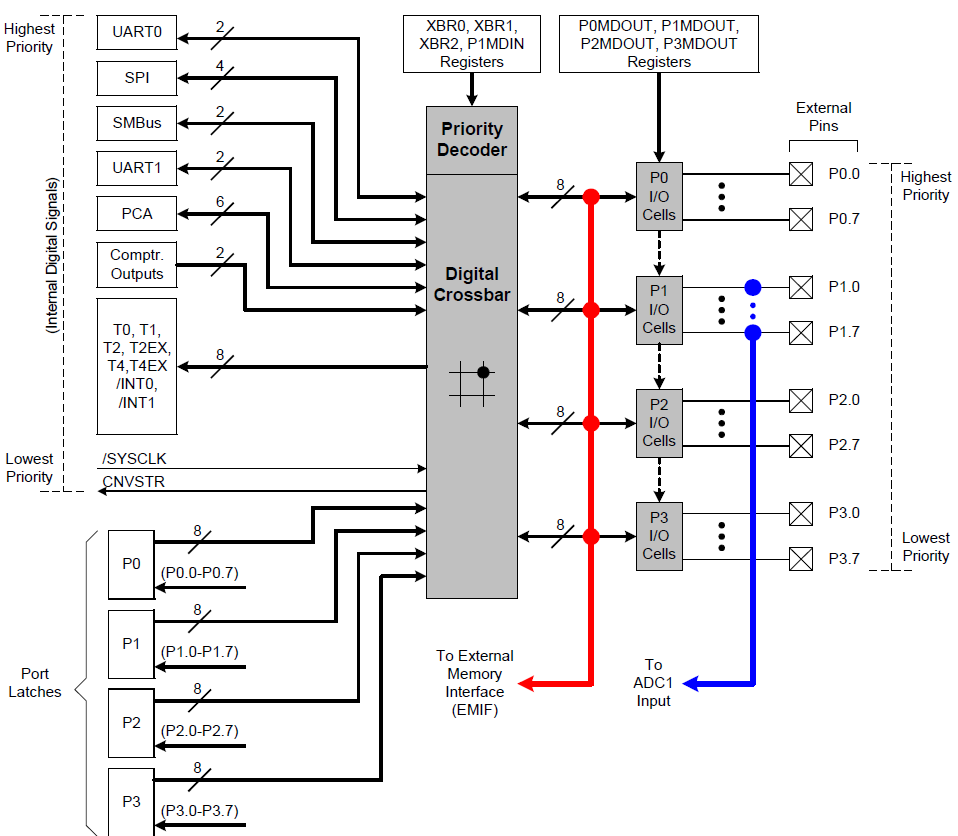 Highest
Priority
UART0
2
SPI
4
SMBus
2
UART1
2
PCA
6
Comptr.
Outputs
2
T0, T1,
T2, T2EX,
T4,T4EX
/INT0,
/INT1
8
(Internal Digital Signals)
Lowest
Priority
/SYSCLK
CNVSTR
XBR0, XBR1,
XBR2, P1MDIN
Registers
P0MDOUT, P1MDOUT,
P2MDOUT, P3MDOUT
Registers
Priority
Decoder
Digital
Crossbar
8
8
8
8
P0
I/O
Cells
P1
I/O
Cells
P2
I/O
Cells
P3
I/O
Cells
External
Pins
P0.0
P0.7
P1.0
P1.7
P2.0
P2.7
P3.0
P3.7
Highest
Priority
Lowest
Priority
Port
Latches
P0
8
(P0.0-P0.7)
P1
8
(P1.0-P1.7)
P2
8
(P2.0-P2.7)
P3
8
(P3.0-P3.7)
To External
Memory
Interface
(EMIF)
To
ADC1
Input